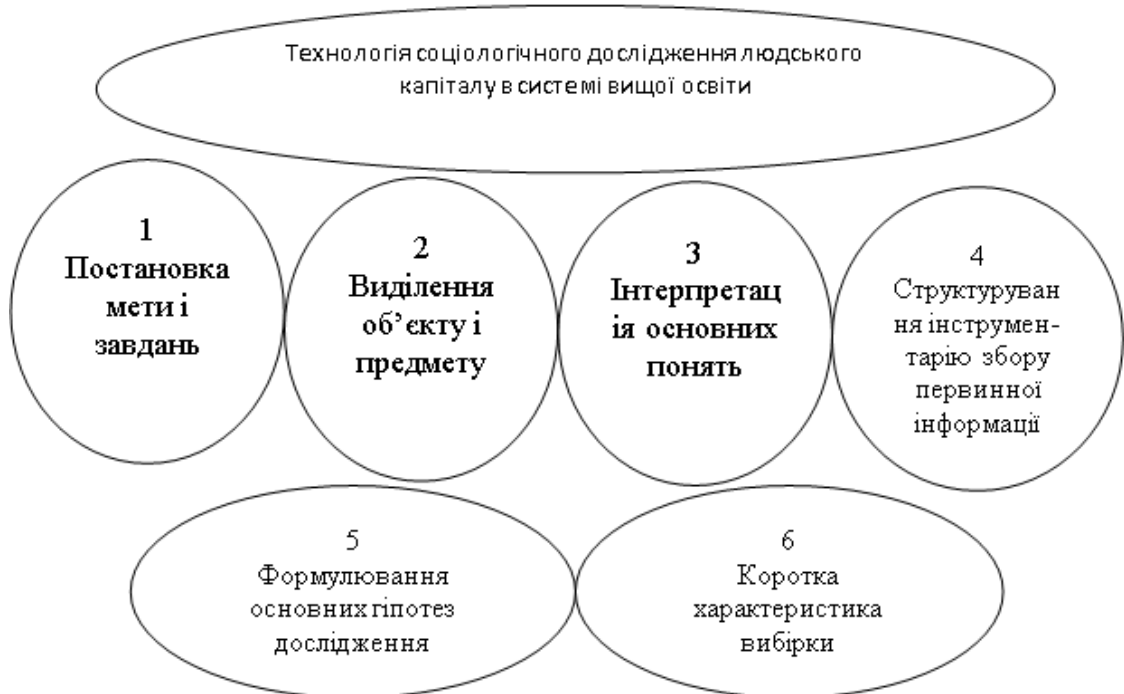 Технологія соціологічного дослідження людського
капіталу в системі вищої освіти
1
Постановка
мети і
завдань
2
Виділення
об’єкту і
предмету
3
Інтерпретац
ія основних
понять
4
Структуруван
ня інструмен-
тарію збору
первинної
інформації
5
Формулювання
основних гіпотез
дослідження
6
Коротка
характеристика
вибірки